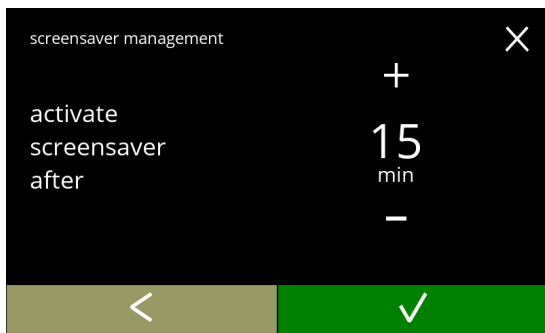 screensaver management
activate
screensaver
after
15
min